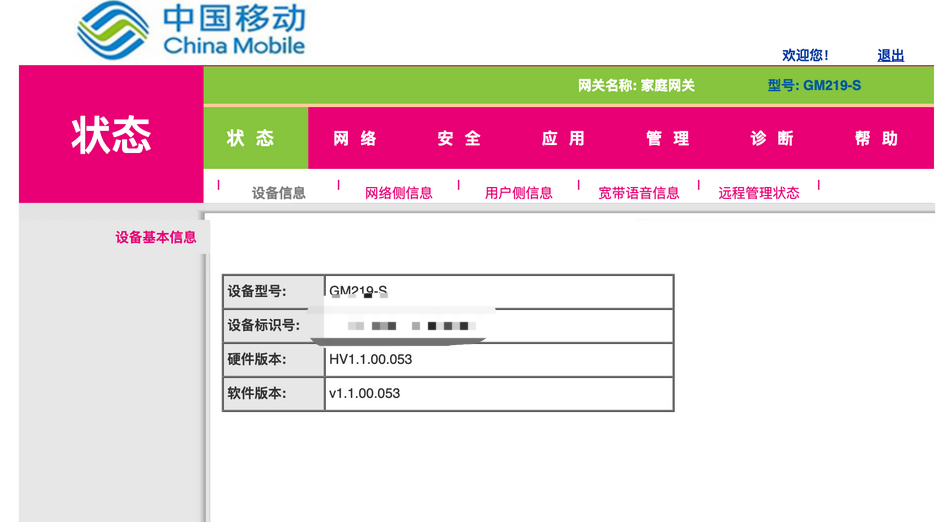 中国移动
China Mobile
欢迎您! 退出
网关名称: 家庭网关 型号: GM219-S
状态
状 态 网 络 安 全 应 用 管 理 诊 断 帮 助
设备信息 网络侧信息 用户侧信息 宽带语音信息 远程管理状态
设备基本信息
设备型号: GM219-S
设备标识号:
硬件版本: HV1.1.00.053
软件版本: v1.1.00.053